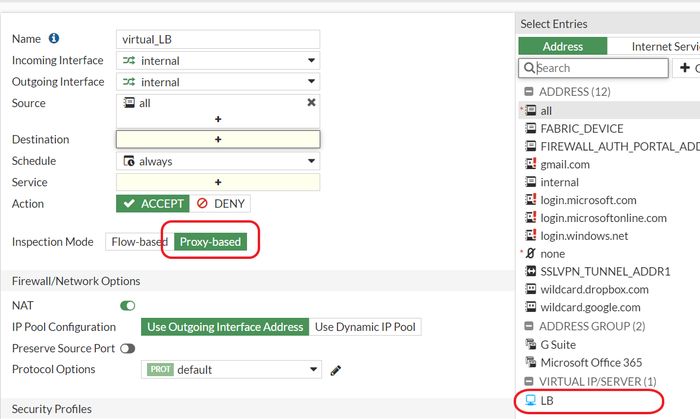 Name virtual_LB
Incoming Interface internal
Outgoing Interface internal
Source all
+
Destination +
Schedule always
Service +
Action ACCEPT DENY
Inspection Mode Flow-based Proxy-based
Firewall/Network Options
NAT
IP Pool Configuration Use Outgoing Interface Address Use Dynamic IP Pool
Preserve Source Port
Protocol Options PROT default
Security Profiles
Select Entries
Address Internet Servi
Search +
ADDRESS (12)
all
FABRIC_DEVICE
FIREWALL_AUTH_PORTAL_ADD
gmail.com
internal
login.microsoft.com
login.microsoftonline.com
login.windows.net
none
SSLVPN_TUNNEL_ADDR1
wildcard.dropbox.com
wildcard.google.com
ADDRESS GROUP (2)
G Suite
Microsoft Office 365
VIRTUAL IP/SERVER (1)
LB